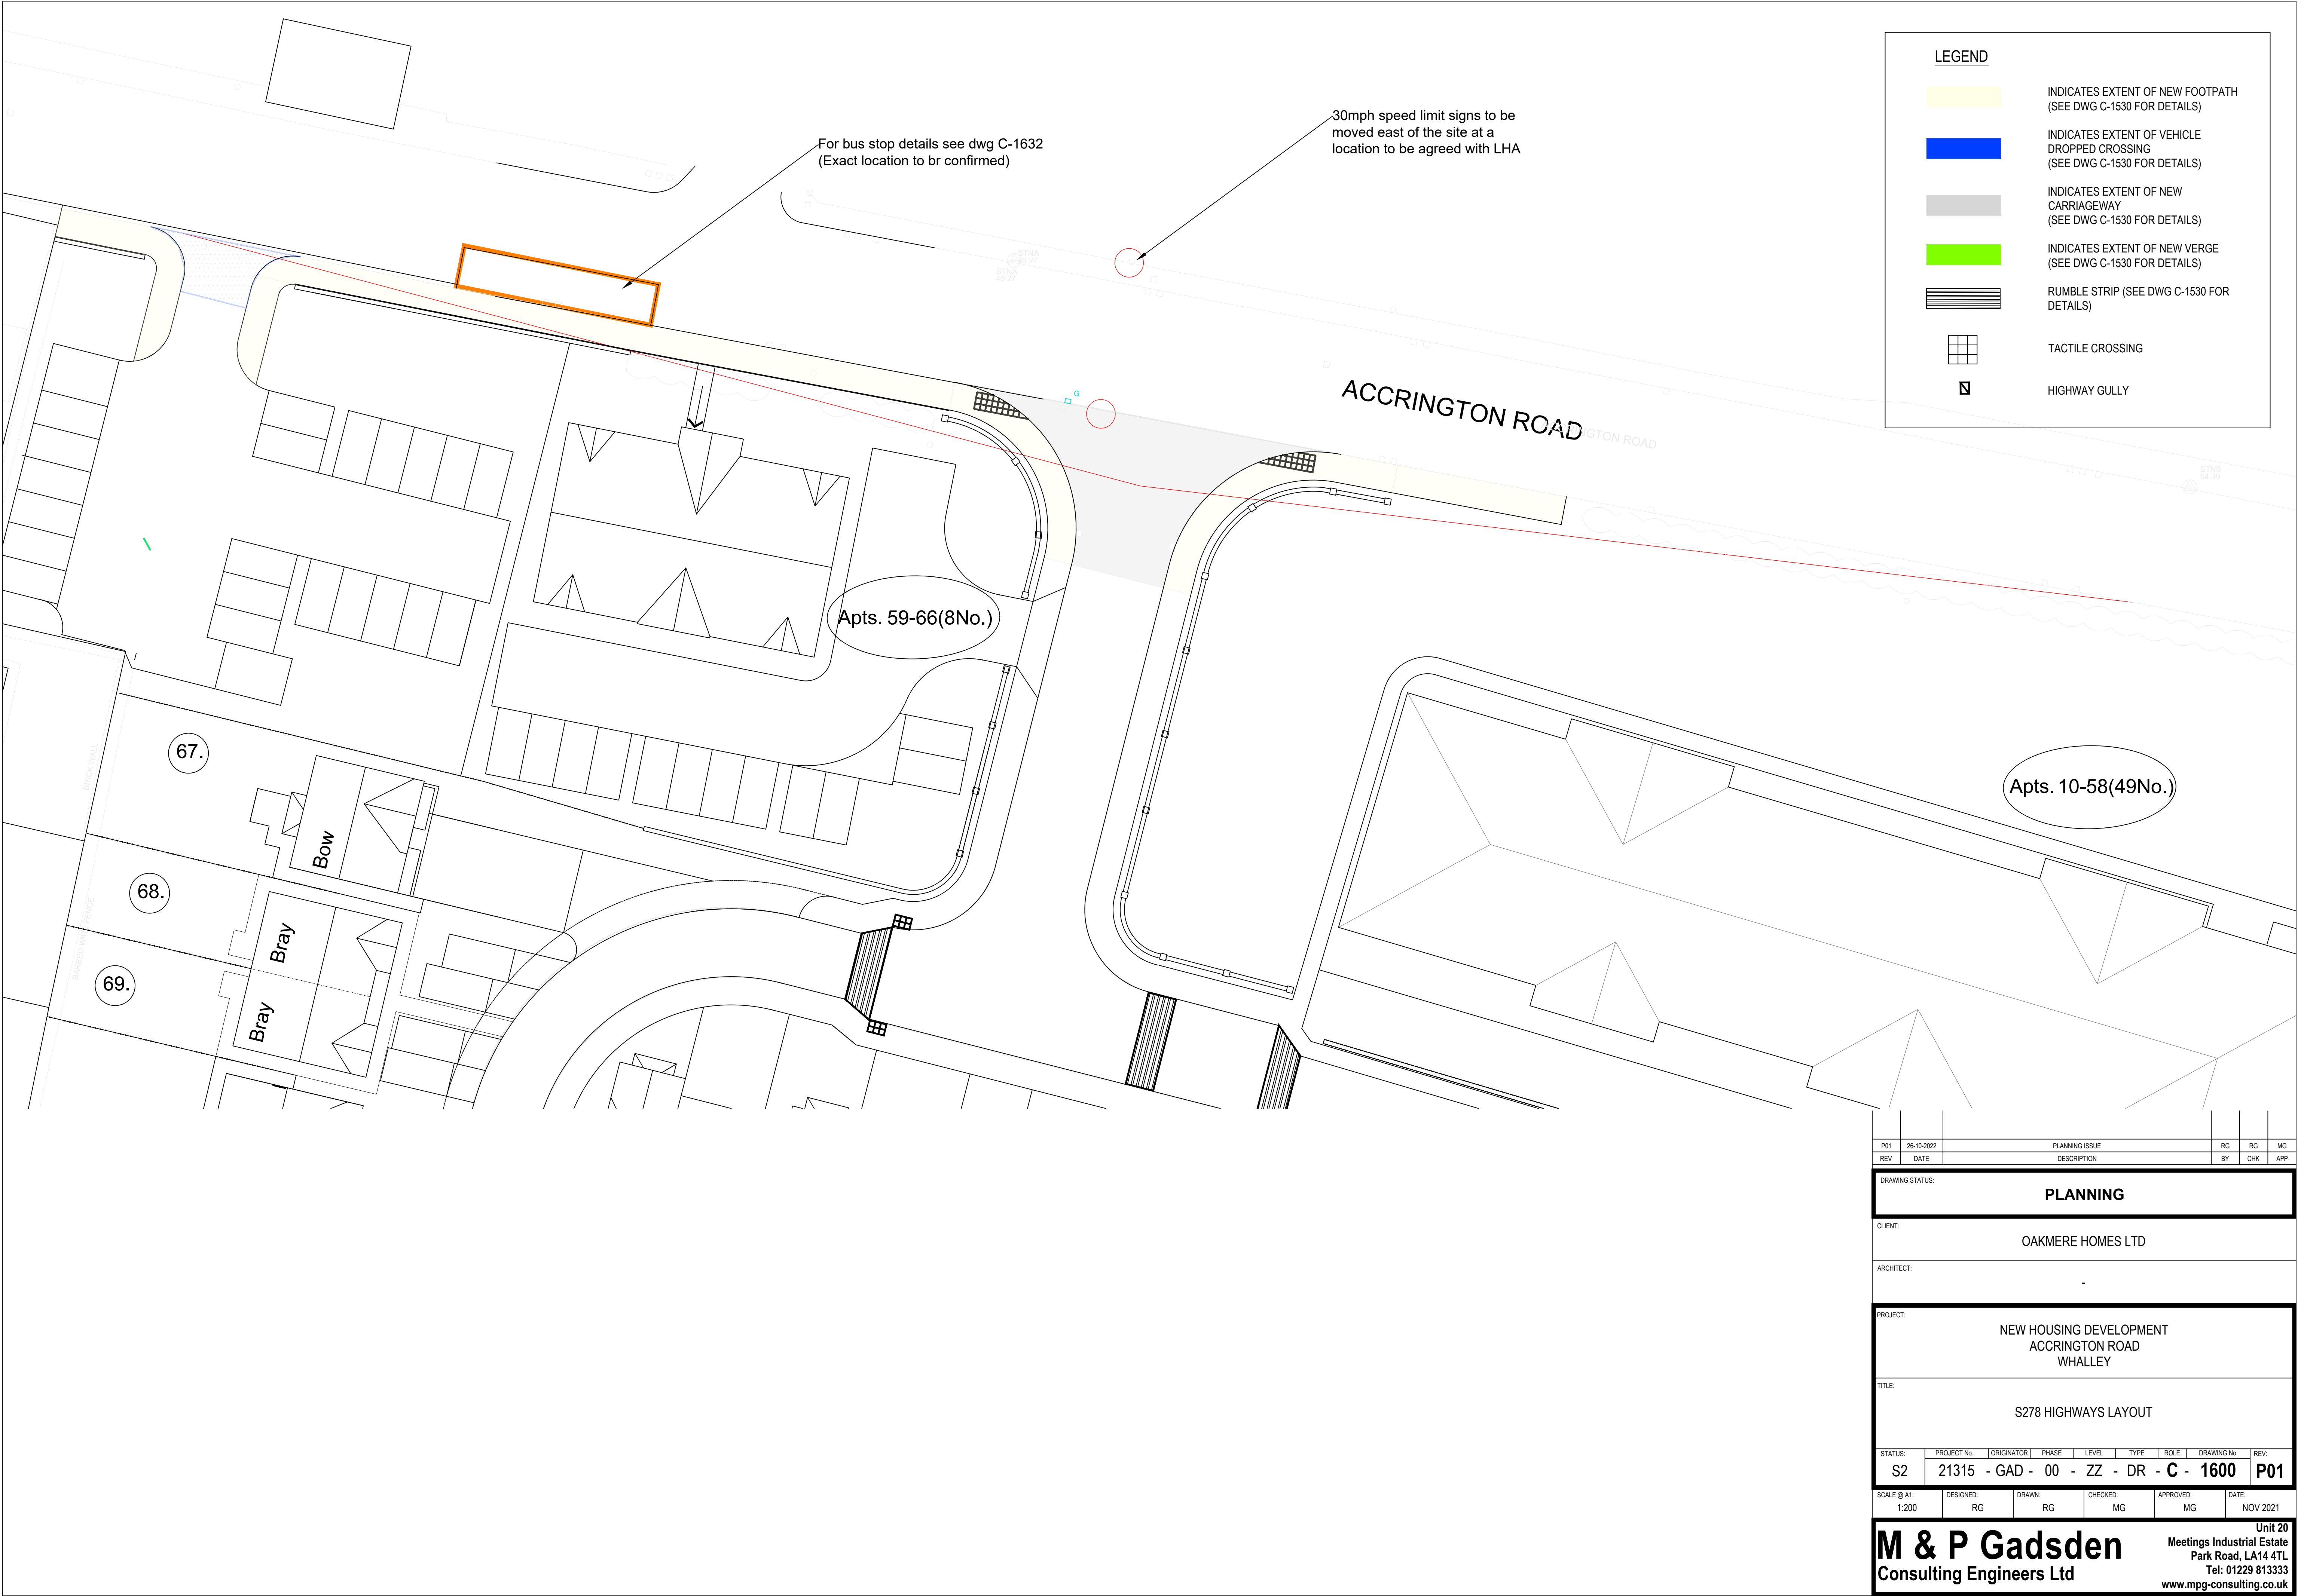 LEGEND
INDICATES EXTENT OF NEW FOOTPATH
(SEE DWG C-1530 FOR DETAILS)
INDICATES EXTENT OF VEHICLE
DROPPED CROSSING
(SEE DWG C-1530 FOR DETAILS)
INDICATES EXTENT OF NEW
CARRIAGEWAY
(SEE DWG C-1530 FOR DETAILS)
INDICATES EXTENT OF NEW VERGE
(SEE DWG C-1530 FOR DETAILS)
RUMBLE STRIP (SEE DWG C-1530 FOR
DETAILS)
TACTILE CROSSING
HIGHWAY GULLY
For bus stop details see dwg C-1632
(Exact location to br confirmed)
30mph speed limit signs to be
moved east of the site at a
location to be agreed with LHA
STNA
49.27
G
ACCRINGTON ROAD
Apts. 59-66(8No.)
Apts. 10-58(49No.)
67.
68.
69.
Bow
Bray
Bray
BRICK WALL
P01 26-10-2022 PLANNING ISSUE RG RG MG
REV DATE DESCRIPTION BY CHK APP
DRAWING STATUS:
PLANNING
CLIENT:
OAKMERE HOMES LTD
ARCHITECT:
-
PROJECT:
NEW HOUSING DEVELOPMENT
ACCRINGTON ROAD
WHALLEY
TITLE:
S278 HIGHWAYS LAYOUT
STATUS: PROJECT No. ORIGINATOR PHASE LEVEL TYPE ROLE DRAWING No. REV:
S2 21315 - GAD - 00 - ZZ - DR - C - 1600 P01
SCALE @ A1: DESIGNED: DRAWN: CHECKED: APPROVED: DATE:
1:200 RG RG MG MG NOV 2021
M & P Gadsden
Consulting Engineers Ltd
Unit 20
Meetings Industrial Estate
Park Road, LA14 4TL
Tel: 01229 813333
www.mpg-consulting.co.uk